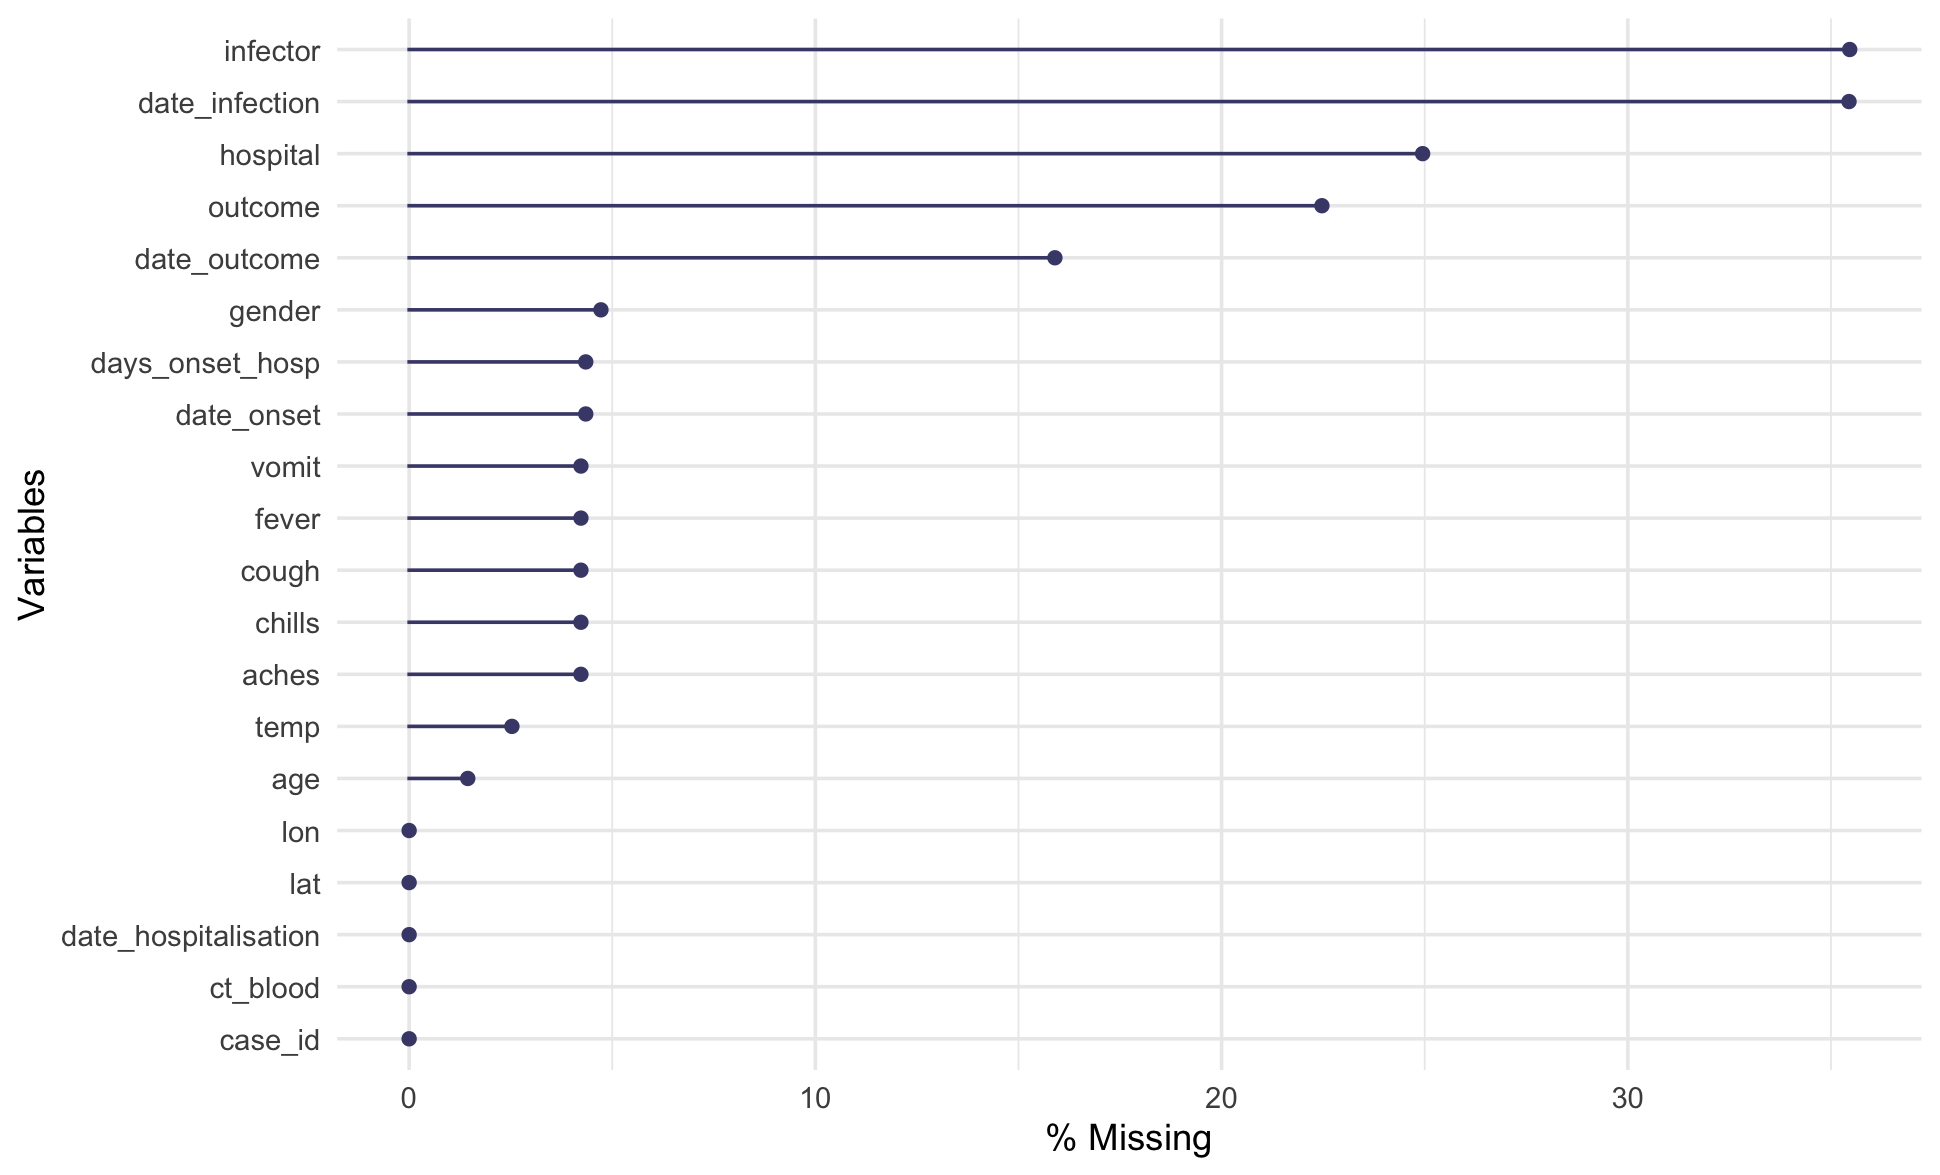 infector
date_infection
hospital
outcome
date_outcome
gender
days_onset_hosp
date_onset
vomit
fever
cough
chills
aches
temp
age
lon
lat
date_hospitalisation
ct_blood
case_id
Variables
0 10 20 30
% Missing